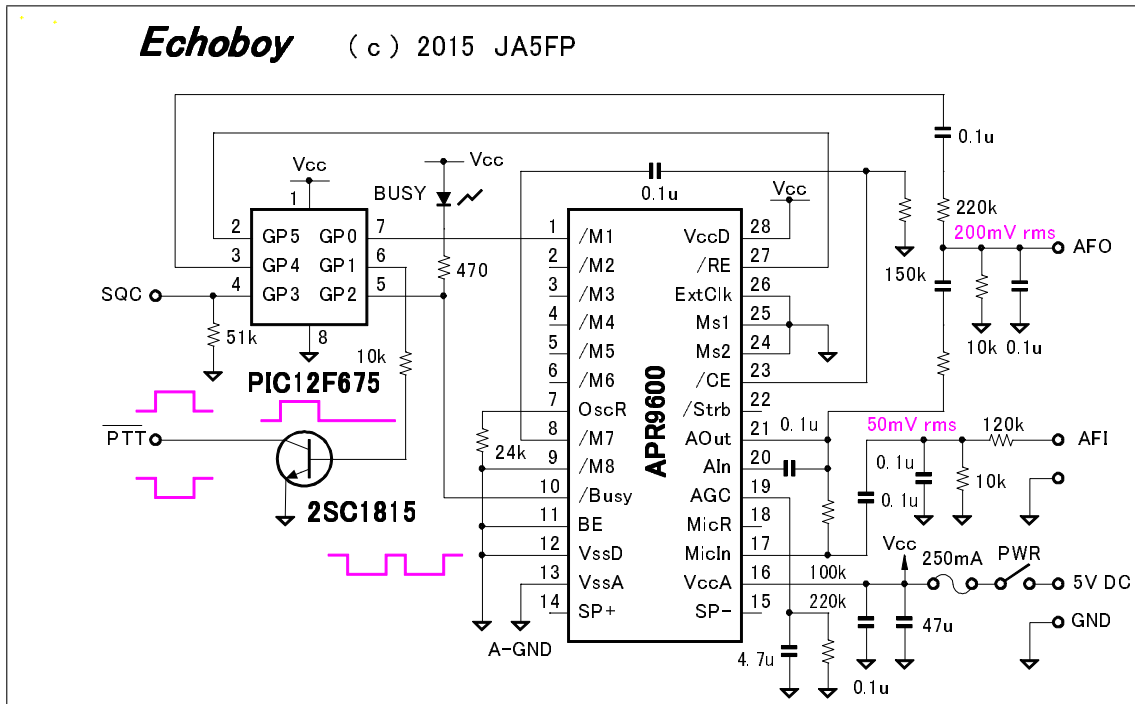 Echoboy (c) 2015 JA5FP
0.1u
Vcc
Vcc
BUSY
0.1u
Vcc
220k
200mV rms
AFO
1
2 GP5 GP0 7
3 GP4 GP1 6
4 GP3 GP2 5
8
SQC
51k
470
10k
PIC12F675
PTT
2SC1815
24k
A-GND
APR9600
1 /M1
2 /M2
3 /M3
4 /M4
5 /M5
6 /M6
7 OscR
8 /M7
9 /M8
10 /Busy
11 BE
12 VssD
13 VssA
14 SP+
VccD 28
/RE 27
ExtClk 26
Ms1 25
Ms2 24
/CE 23
/Strb 22
AOut 21
AIn 20
AGC 19
MicR 18
MicIn 17
VccA 16
SP- 15
150k
10k
0.1u
0.1u
50mV rms
120k
AFI
0.1u
10k
0.1u
100k
220k
Vcc
250mA
PWR
5V DC
47u
GND
4.7u
0.1u